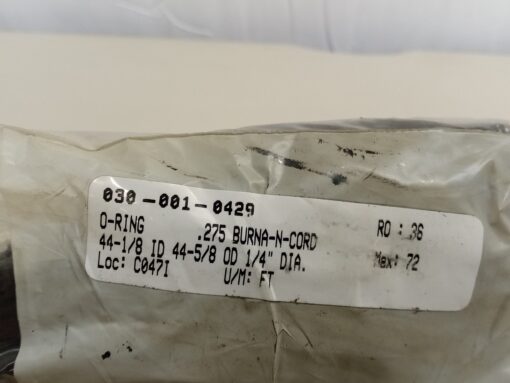 030-001-0429
O-RING .275 BURNA-N-CORD RO : 36
44-1/8 ID 44-5/8 OD 1/4" DIA. Max: 72
Loc: C047I U/M: FT